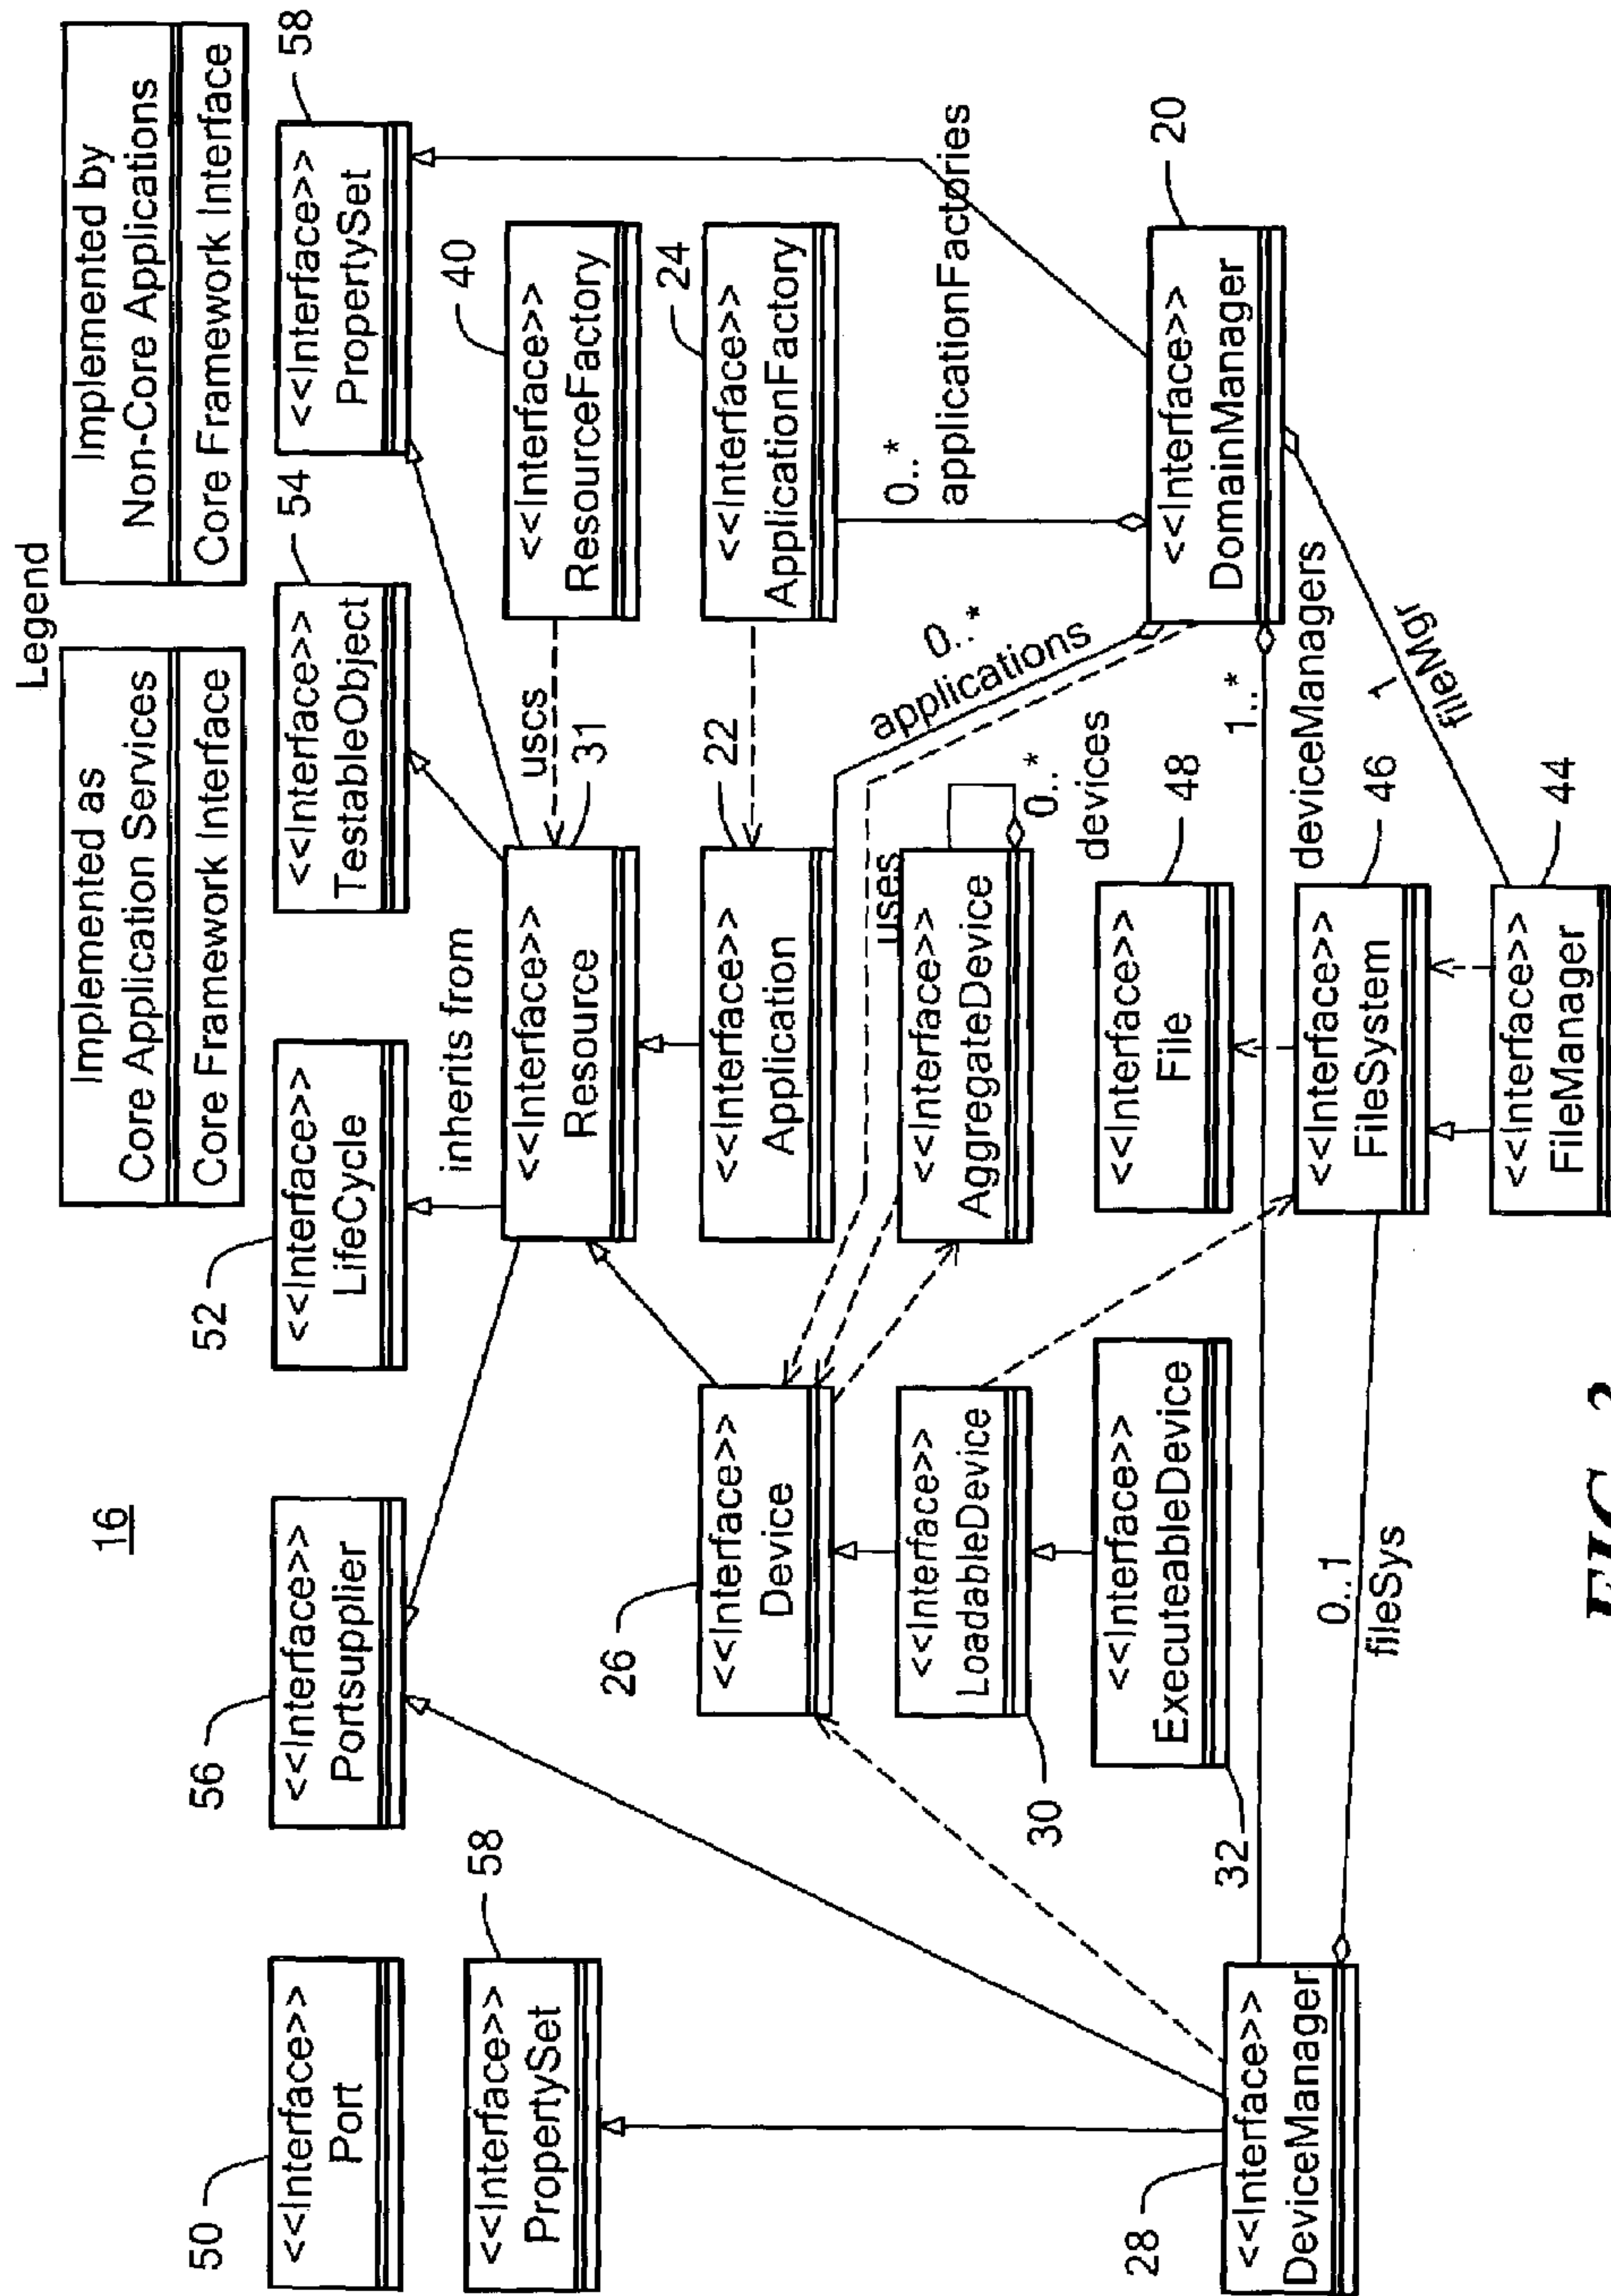 16
Legend
Implemented as
Core Application Services
Core Framework Interface
Implemented by
Non-Core Applications
Core Framework Interface
50
<<Interface>>
Port
56
<<Interface>>
Portsupplier
52
<<Interface>>
LifeCycle
54
<<Interface>>
TestableObject
58
<<Interface>>
PropertySet
58
<<Interface>>
PropertySet
inherits from
<<Interface>>
Resource
31
uscs
40
<<Interface>>
ResourceFactory
26
<<Interface>>
Device
<<Interface>>
Application
22
24
<<Interface>>
ApplicationFactory
30
<<Interface>>
LoadableDevice
uses
<<Interface>>
AggregateDevice
0..*
devices
applications
0..*
0..*
applicationFactories
32
<<Interface>>
ExecuteableDevice
<<Interface>>
File
48
1..*
deviceManagers
<<Interface>>
DomainManager
20
28
<<Interface>>
DeviceManager
0..1
fileSys
<<Interface>>
FileSystem
46
1
fileMgr
<<Interface>>
FileManager
44